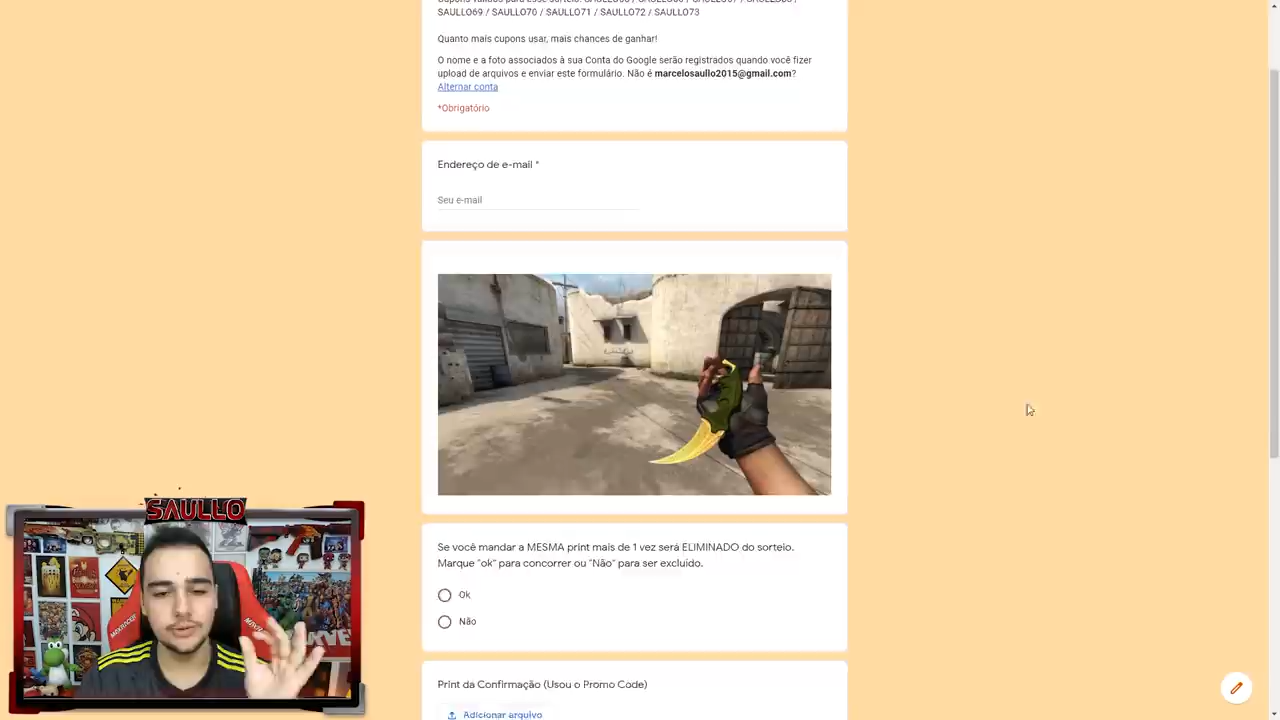 SAULLO69 / SAULLO70 / SAULLO71 / SAULLO72 / SAULLO73
Quanto mais cupons usar, mais chances de ganhar!
O nome e a foto associados à sua Conta do Google serão registrados quando você fizer
upload de arquivos e enviar este formulário. Não é marcelosaullo2015@gmail.com?
Alternar conta
*Obrigatório
Endereço de e-mail *
Seu e-mail
Se você mandar a MESMA print mais de 1 vez será ELIMINADO do sorteio.
Marque "ok" para concorrer ou "Não" para ser excluído.
Ok
Não
Print da Confirmação (Usou o Promo Code)
Adicionar arquivo
SAULLO